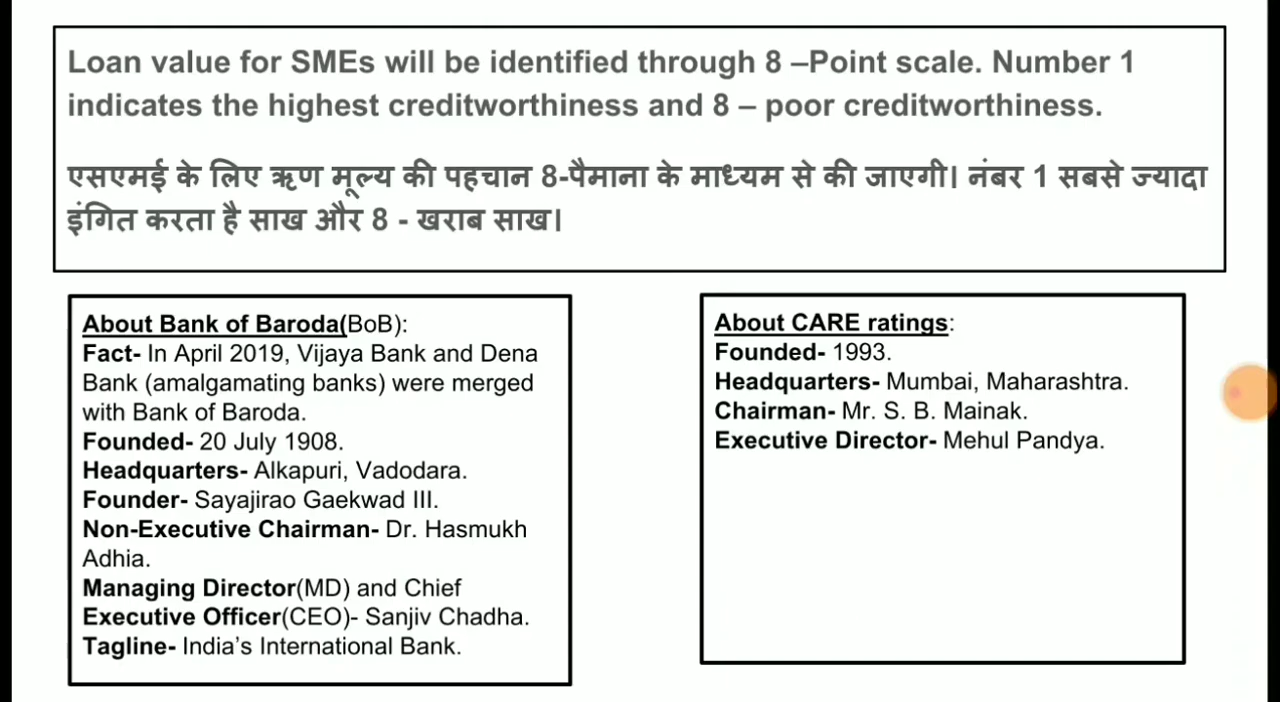 Loan value for SMEs will be identified through 8 –Point scale. Number 1
indicates the highest creditworthiness and 8 – poor creditworthiness.
एसएमई के लिए ऋण मूल्य की पहचान 8-पैमाना के माध्यम से की जाएगी। नंबर 1 सबसे ज्यादा
इंगित करता है साख और 8 - खराब साख।
About Bank of Baroda(BoB):
Fact- In April 2019, Vijaya Bank and Dena
Bank (amalgamating banks) were merged
with Bank of Baroda.
Founded- 20 July 1908.
Headquarters- Alkapuri, Vadodara.
Founder- Sayajirao Gaekwad III.
Non-Executive Chairman- Dr. Hasmukh
Adhia.
Managing Director(MD) and Chief
Executive Officer(CEO)- Sanjiv Chadha.
Tagline- India’s International Bank.
About CARE ratings:
Founded- 1993.
Headquarters- Mumbai, Maharashtra.
Chairman- Mr. S. B. Mainak.
Executive Director- Mehul Pandya.